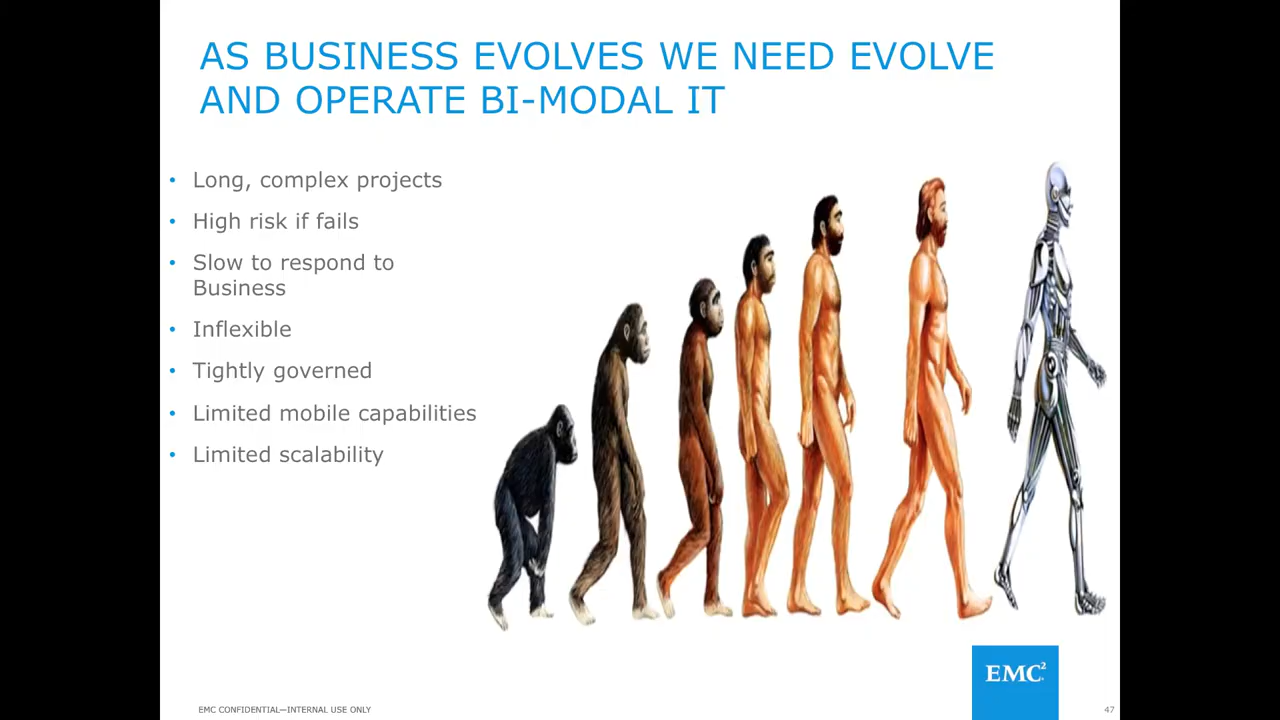 AS BUSINESS EVOLVES WE NEED EVOLVE
AND OPERATE BI-MODAL IT
• Long, complex projects
• High risk if fails
• Slow to respond to
Business
• Inflexible
• Tightly governed
• Limited mobile capabilities
• Limited scalability
EMC²
EMC CONFIDENTIAL—INTERNAL USE ONLY
47